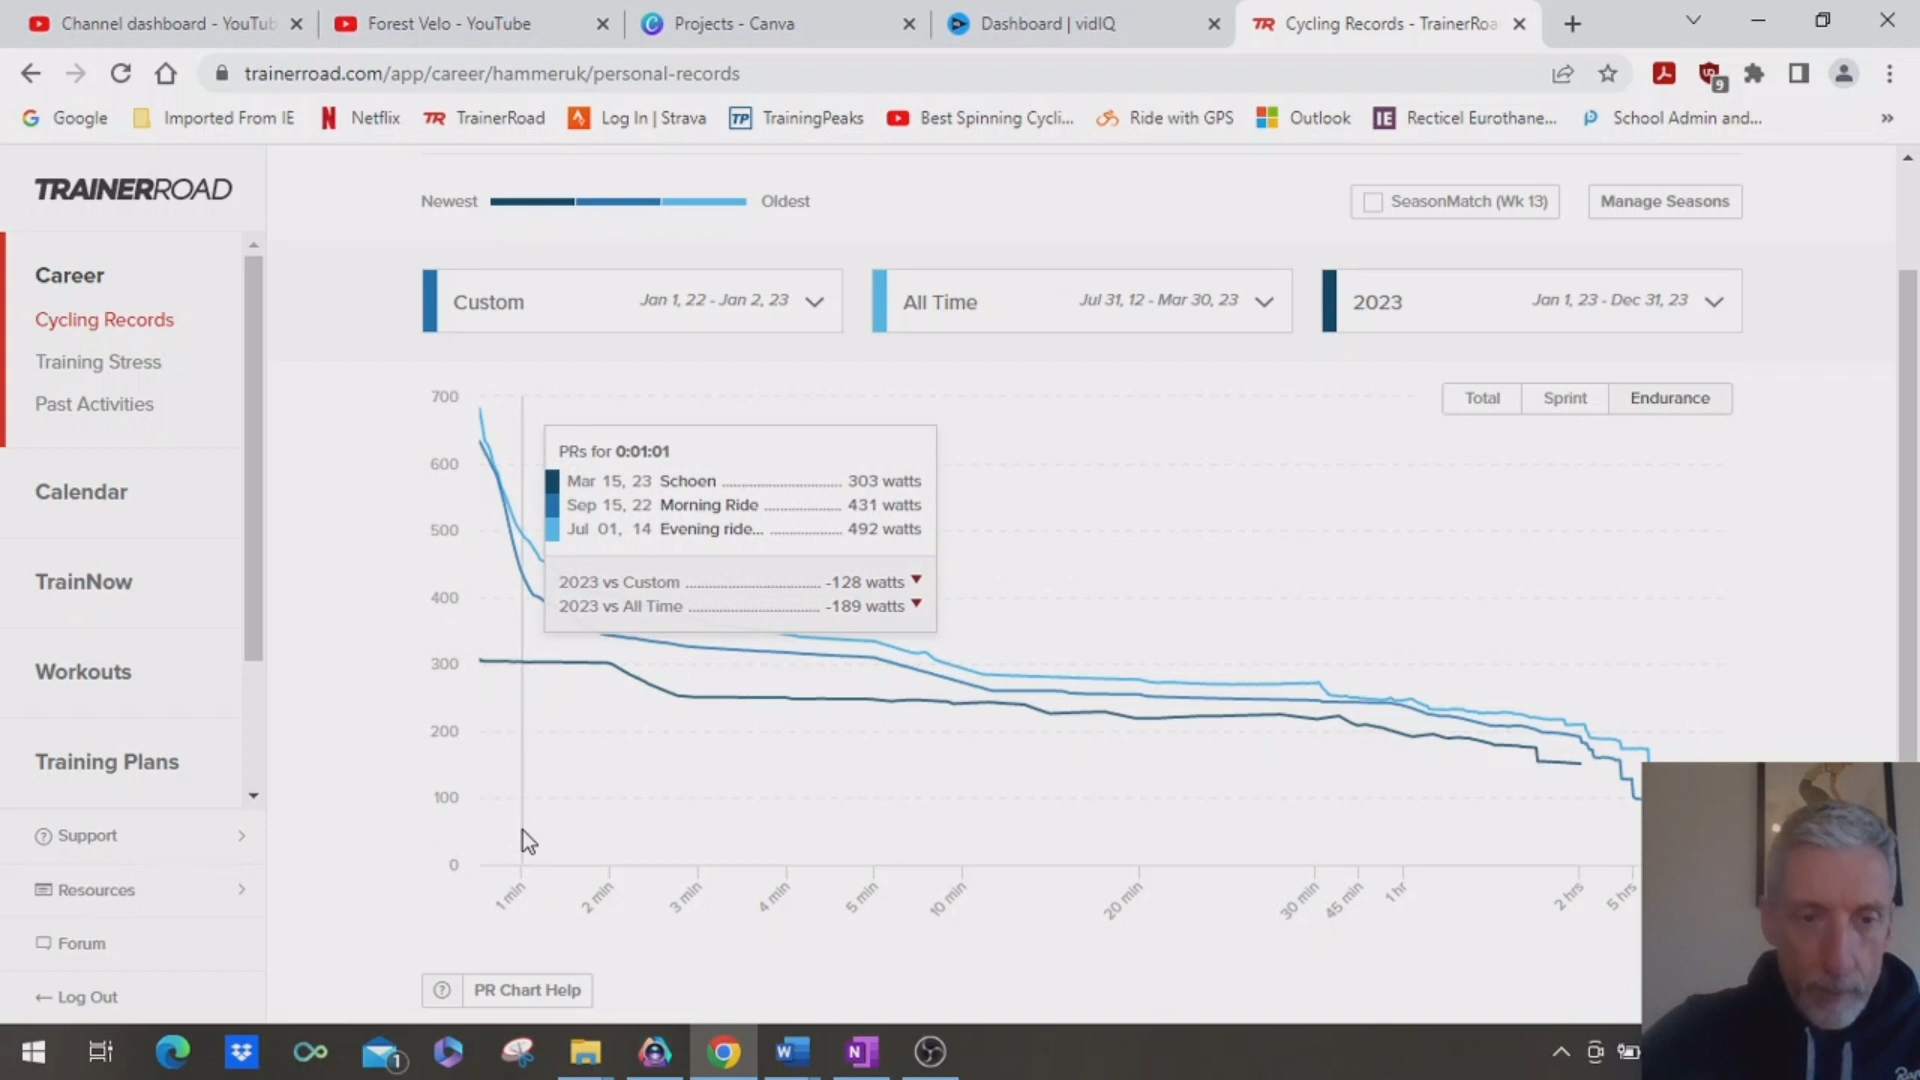 Channel dashboard - YouTub
Forest Velo - YouTube
Projects - Canva
Dashboard | vidIQ
TR Cycling Records - TrainerRoa
trainerroad.com/app/career/hammeruk/personal-records
9
Google
Imported From IE
Netflix
TR TrainerRoad
Log In | Strava
TP TrainingPeaks
Best Spinning Cycli...
Ride with GPS
Outlook
IE Recticel Eurothane...
School Admin and...
»
TRAINERROAD
Career
Cycling Records
Training Stress
Past Activities
Calendar
TrainNow
Workouts
Training Plans
Support
Resources
Forum
Log Out
Newest
Oldest
SeasonMatch (Wk 13)
Manage Seasons
Custom Jan 1, 22 - Jan 2, 23
All Time Jul 31, 12 - Mar 30, 23
2023 Jan 1, 23 - Dec 31, 23
Total Sprint Endurance
700
600
500
400
300
200
100
0
PRs for 0:01:01
Mar 15, 23 Schoen 303 watts
Sep 15, 22 Morning Ride 431 watts
Jul 01, 14 Evening ride... 492 watts
2023 vs Custom -128 watts
2023 vs All Time -189 watts
1 min
2 min
3 min
4 min
5 min
10 min
20 min
30 min
45 min
1 hr
2 hrs
5 hrs
PR Chart Help
1
W
N